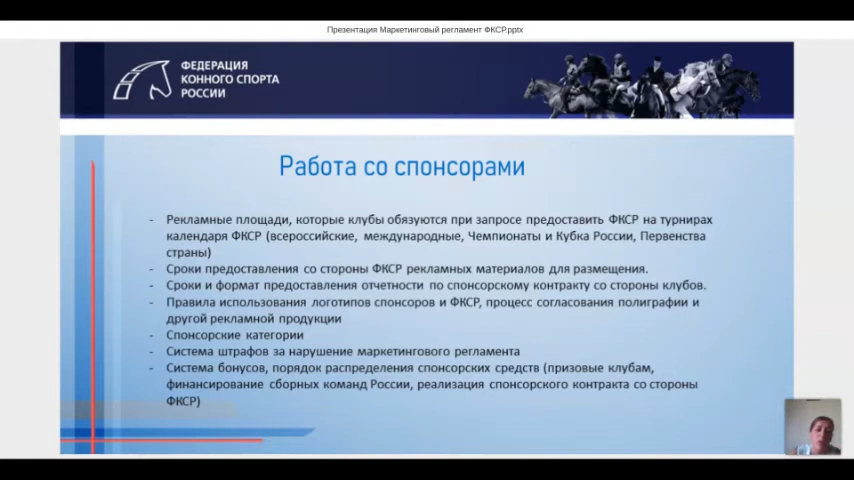 Презентация Маркетинговый регламент ФКСР.pptx
ФЕДЕРАЦИЯ
КОННОГО СПОРТА
РОССИИ
Работа со спонсорами
- Рекламные площади, которые клубы обязуются при запросе предоставить ФКСР на турнирах
календаря ФКСР (всероссийские, международные, Чемпионаты и Кубка России, Первенства
страны)
- Сроки предоставления со стороны ФКСР рекламных материалов для размещения.
- Сроки и формат предоставления отчетности по спонсорскому контракту со стороны клубов.
- Правила использования логотипов спонсоров и ФКСР, процесс согласования полиграфии и
другой рекламной продукции
- Спонсорские категории
- Система штрафов за нарушение маркетингового регламента
- Система бонусов, порядок распределения спонсорских средств (призовые клубам,
финансирование сборных команд России, реализация спонсорского контракта со стороны
ФКСР)